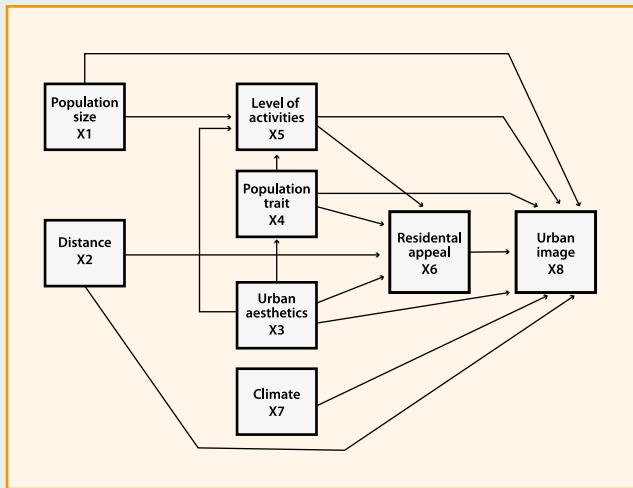 Population
size
X1
Level of
activities
X5
Population
trait
X4
Distance
X2
Residental
appeal
X6
Urban
image
X8
Urban
aesthetics
X3
Climate
X7